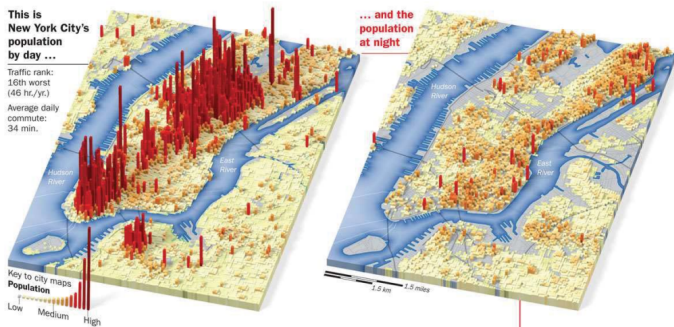 This is
New York City's
population
by day ...
Traffic rank:
16th worst
(46 hr./yr.)
Average daily
commute:
34 min.
Hudson
River
East
River
Key to city maps
Population
Low
Medium
High
... and the
population
at night
Hudson
River
East
River
1.5 km
1.5 miles